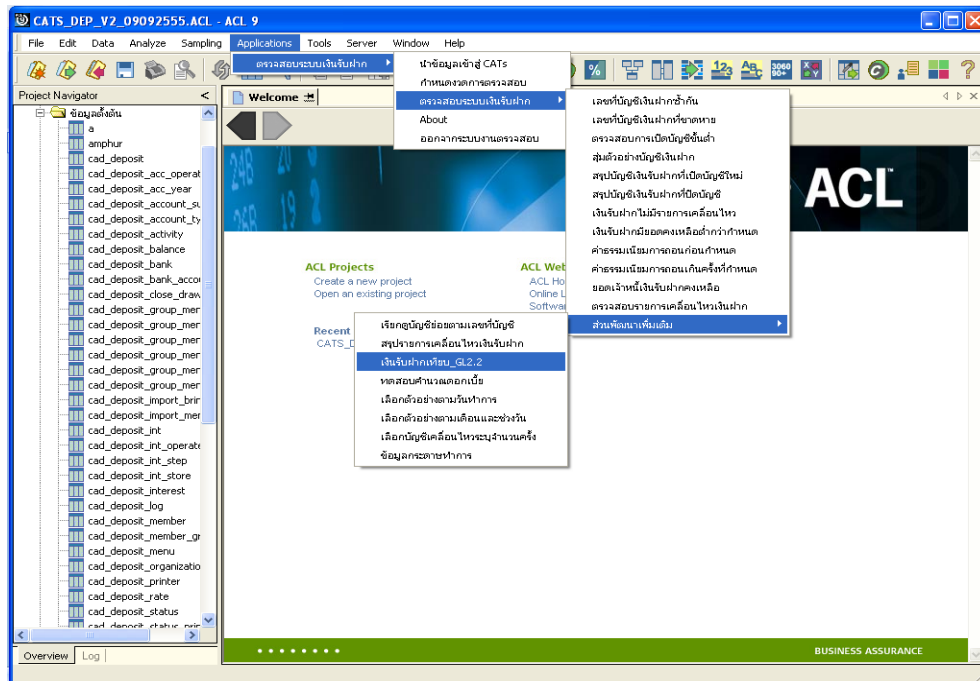 CATS_DEP_V2_09092555.ACL - ACL 9
File Edit Data Analyze Sampling Applications Tools Server Window Help
ตรวจสอบระบบเงินรับฝาก
นำข้อมูลเข้าสู่ CATs
กำหนดงวดการตรวจสอบ
ตรวจสอบระบบเงินรับฝาก
About
ออกจากระบบงานตรวจสอบ
เลขที่บัญชีเงินฝากซ้ำกัน
เลขที่บัญชีเงินฝากที่ขาดหาย
ตรวจสอบการเปิดบัญชีขั้นต่ำ
สุ่มตัวอย่างบัญชีเงินฝาก
สรุปบัญชีเงินรับฝากที่เปิดบัญชีใหม่
สรุปบัญชีเงินรับฝากที่ปิดบัญชี
เงินรับฝากไม่มีรายการเคลื่อนไหว
เงินรับฝากมียอดคงเหลือต่ำกว่ากำหนด
ค่าธรรมเนียมการถอนก่อนกำหนด
ค่าธรรมเนียมการถอนเกินครั้งที่กำหนด
ยอดเจ้าหนี้เงินรับฝากคงเหลือ
ตรวจสอบรายการเคลื่อนไหวเงินฝาก
ส่วนพัฒนาเพิ่มเติม
เรียกดูบัญชีย่อยตามเลขที่บัญชี
สรุปรายการเคลื่อนไหวเงินรับฝาก
เงินรับฝากเทียบ_GL2.2
ทดสอบคำนวณดอกเบี้ย
เลือกตัวอย่างตามวันทำการ
เลือกตัวอย่างตามเดือนและช่วงวัน
เลือกบัญชีเคลื่อนไหวระบุจำนวนครั้ง
ข้อมูลกระดาษทำการ
Project Navigator
Welcome
ข้อมูลตั้งต้น
a
amphur
cad_deposit
cad_deposit_acc_operat
cad_deposit_acc_year
cad_deposit_account_su
cad_deposit_account_ty
cad_deposit_activity
cad_deposit_balance
cad_deposit_bank
cad_deposit_bank_accou
cad_deposit_close_draw
cad_deposit_group_mer
cad_deposit_group_mer
cad_deposit_group_mer
cad_deposit_group_mer
cad_deposit_group_mer
cad_deposit_import_brin
cad_deposit_import_mer
cad_deposit_int
cad_deposit_int_operate
cad_deposit_int_step
cad_deposit_int_store
cad_deposit_interest
cad_deposit_log
cad_deposit_member
cad_deposit_member_gr
cad_deposit_menu
cad_deposit_organizatio
cad_deposit_printer
cad_deposit_rate
cad_deposit_status
cad_deposit_status_prin
Overview Log
ACL
ACL Projects
Create a new project
Open an existing project
Recent
CATS_D
ACL Web
ACL Ho
Online L
Softwar
BUSINESS ASSURANCE